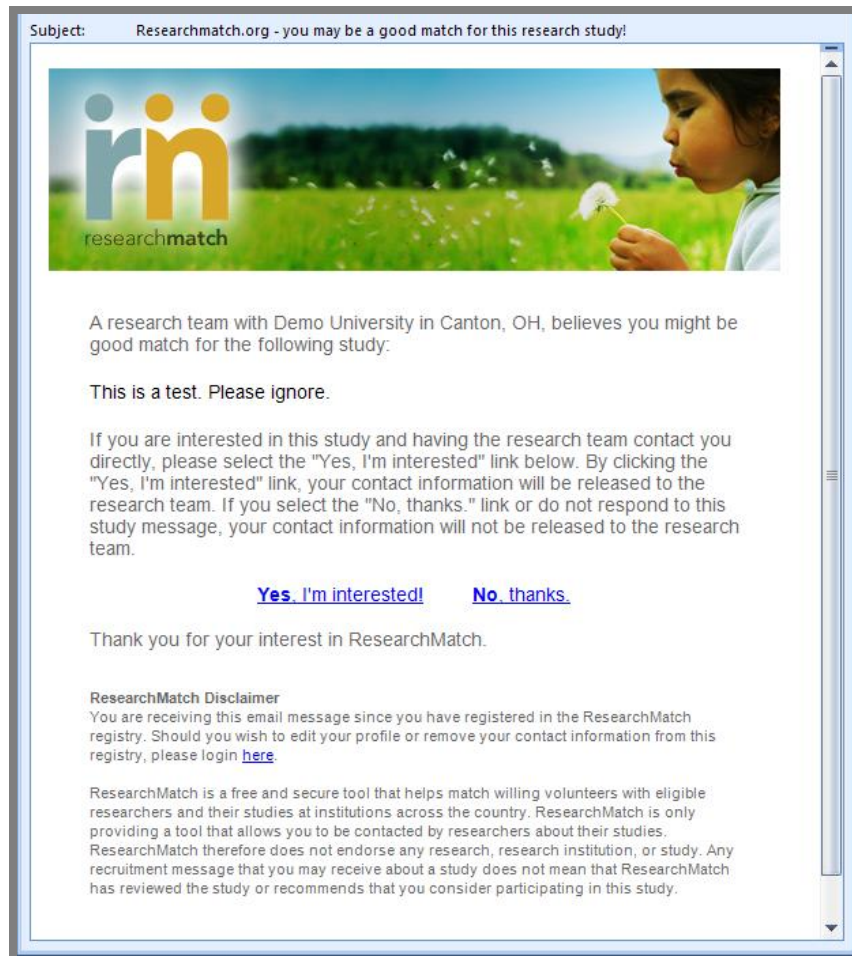 Subject: Researchmatch.org - you may be a good match for this research study!
rm
researchmatch
A research team with Demo University in Canton, OH, believes you might be
good match for the following study:
This is a test. Please ignore.
If you are interested in this study and having the research team contact you
directly, please select the "Yes, I'm interested" link below. By clicking the
"Yes, I'm interested" link, your contact information will be released to the
research team. If you select the "No, thanks." link or do not respond to this
study message, your contact information will not be released to the research
team.
Yes, I'm interested! No, thanks.
Thank you for your interest in ResearchMatch.
ResearchMatch Disclaimer
You are receiving this email message since you have registered in the ResearchMatch
registry. Should you wish to edit your profile or remove your contact information from this
registry, please login here.
ResearchMatch is a free and secure tool that helps match willing volunteers with eligible
researchers and their studies at institutions across the country. ResearchMatch is only
providing a tool that allows you to be contacted by researchers about their studies.
ResearchMatch therefore does not endorse any research, research institution, or study. Any
recruitment message that you may receive about a study does not mean that ResearchMatch
has reviewed the study or recommends that you consider participating in this study.